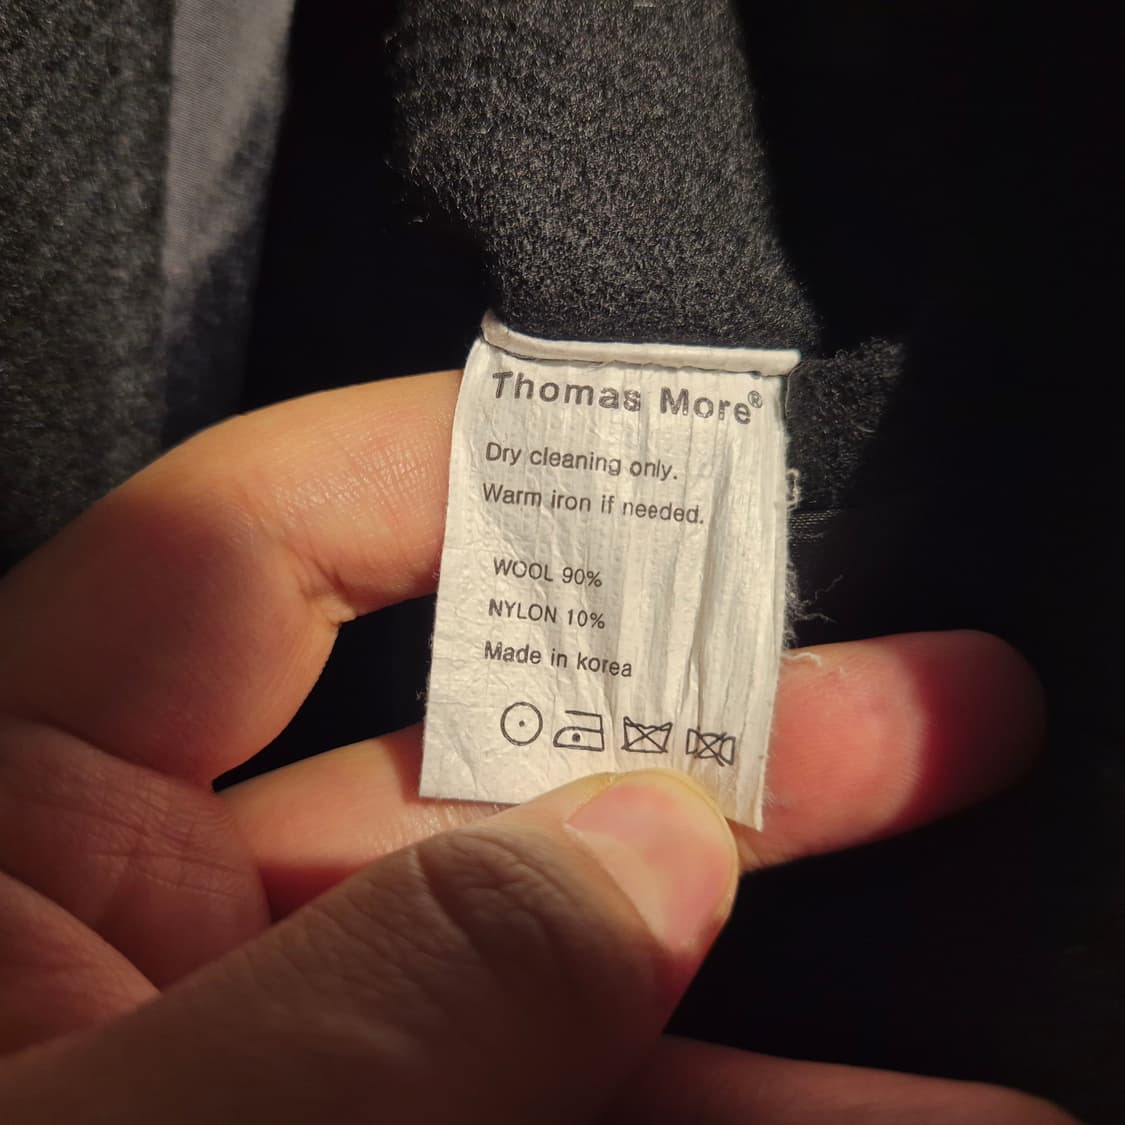 Thomas More®
Dry cleaning only.
Warm iron if needed.
WOOL 90%
NYLON 10%
Made in korea